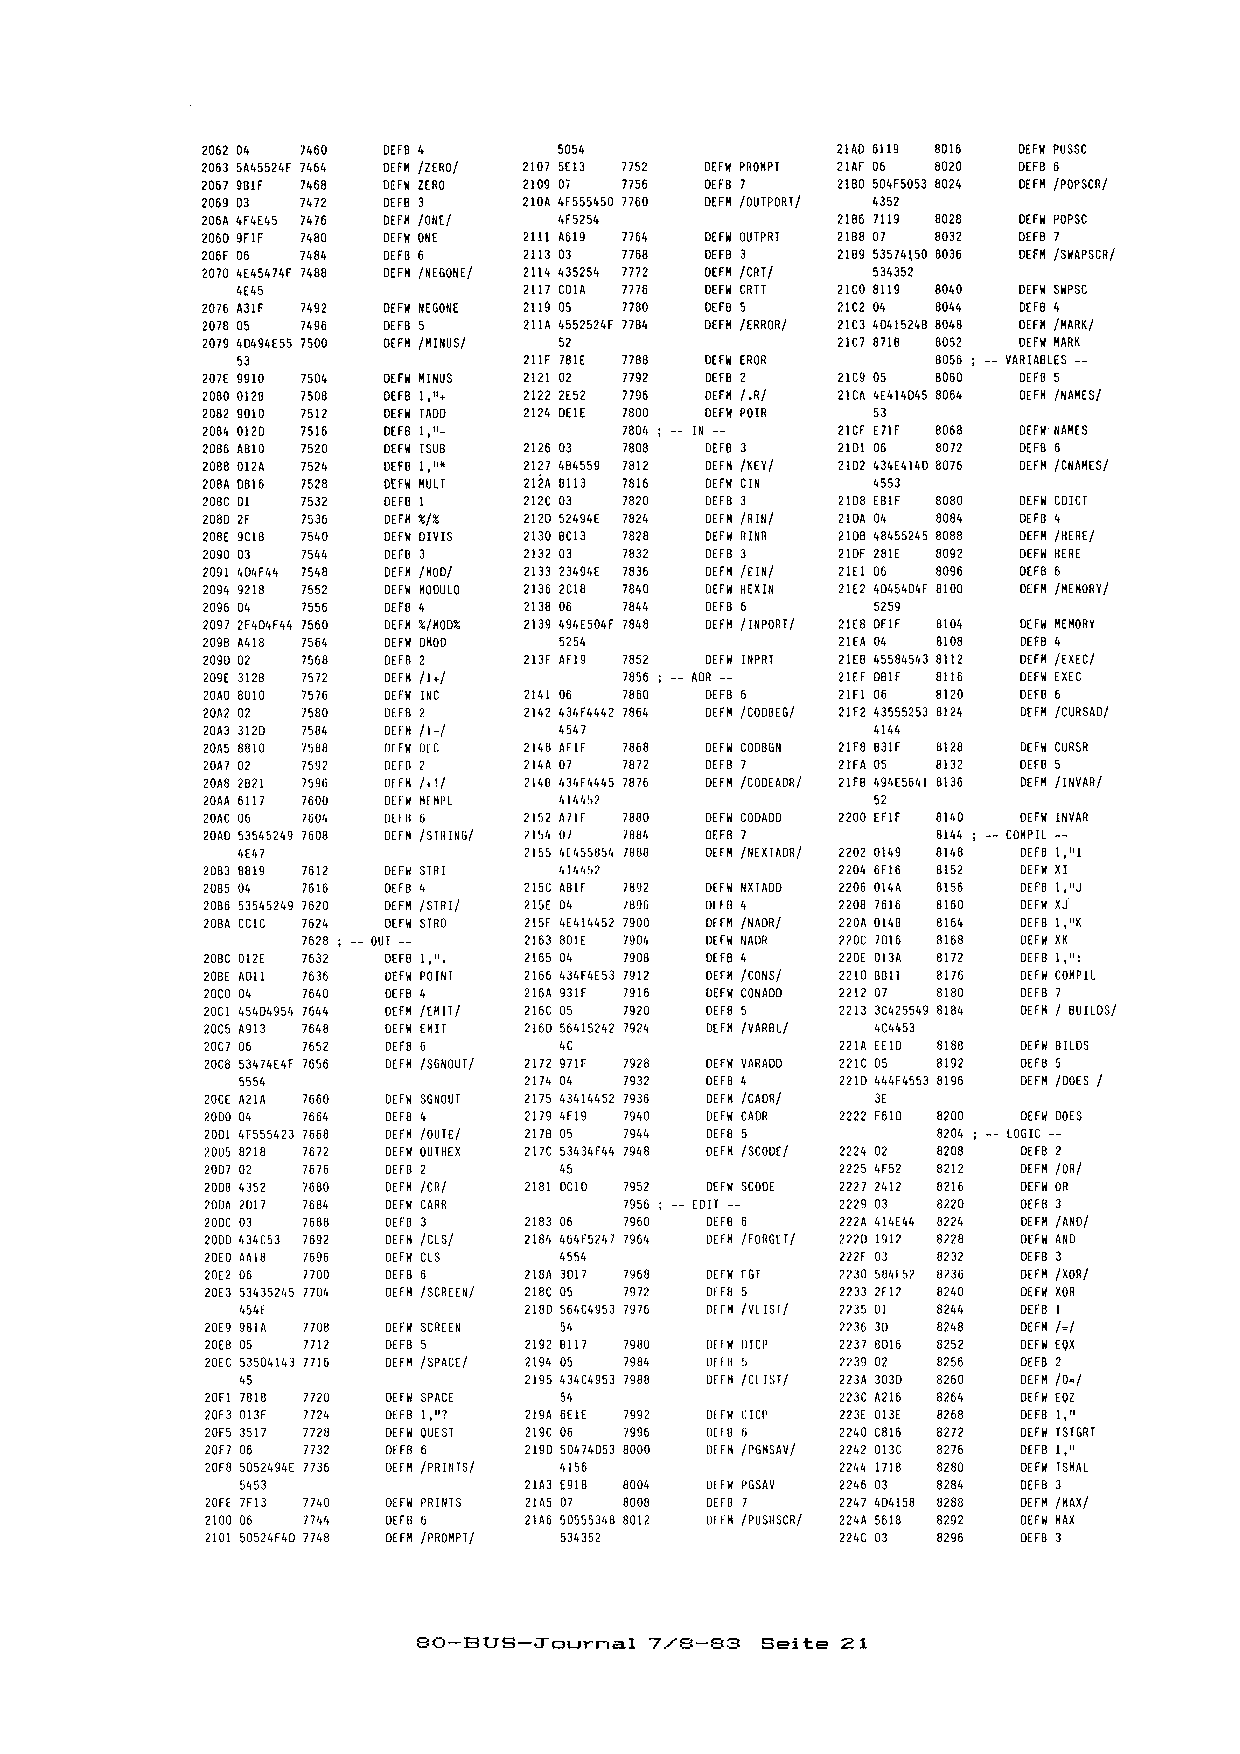 2062 04 7460 DEFB 4
2063 5A45524F 7464 DEFM /ZERO/
2067 9B1F 7468 DEFW ZERO
2069 03 7472 DEFB 3
206A 4F4E45 7476 DEFM /ONE/
206D 9F1F 7480 DEFW ONE
206F 06 7484 DEFB 6
2070 4E45474F 7488 DEFM /NEGONE/
4E45
2076 A31F 7492 DEFW NEGONE
2078 05 7496 DEFB 5
2079 4D494E55 7500 DEFM /MINUS/
53
207E 9910 7504 DEFW MINUS
2080 012B 7508 DEFB 1,"+
2082 9010 7512 DEFW TADD
2084 012D 7516 DEFB 1,"-
2086 AB10 7520 DEFW TSUB
2088 012A 7524 DEFB 1,"*
208A DB16 7528 DEFW MULT
208C 01 7532 DEFB 1
208D 2F 7536 DEFM %/%
208E 9C18 7540 DEFW DIVIS
2090 03 7544 DEFB 3
2091 4D4F44 7548 DEFM /MOD/
2094 9218 7552 DEFW MODULO
2096 04 7556 DEFB 4
2097 2F4D4F44 7560 DEFM %/MOD%
209B A418 7564 DEFW DMOD
209D 02 7568 DEFB 2
209E 312B 7572 DEFM /1+/
20A0 8010 7576 DEFW INC
20A2 02 7580 DEFB 2
20A3 312D 7584 DEFM /1-/
20A5 8810 7588 DEFW DEC
20A7 02 7592 DEFB 2
20A8 2B21 7596 DEFM /+!/
20AA 6117 7600 DEFW MEMPL
20AC 06 7604 DEFB 6
20AD 53545249 7608 DEFM /STRING/
4E47
20B3 8819 7612 DEFW STRI
20B5 04 7616 DEFB 4
20B6 53545249 7620 DEFM /STRI/
20BA CC1C 7624 DEFW STRO
7628 ; -- OUT --
20BC 012E 7632 DEFB 1,".
20BE A011 7636 DEFW POINT
20C0 04 7640 DEFB 4
20C1 454D4954 7644 DEFM /EMIT/
20C5 A913 7648 DEFW EMIT
20C7 06 7652 DEFB 6
20C8 53474E4F 7656 DEFM /SGNOUT/
5554
20CE A21A 7660 DEFW SGNOUT
20D0 04 7664 DEFB 4
20D1 4F555423 7668 DEFM /OUT£/
20D5 8218 7672 DEFW OUTHEX
20D7 02 7676 DEFB 2
20D8 4352 7680 DEFM /CR/
20DA 2D17 7684 DEFW CARR
20DC 03 7688 DEFB 3
20DD 434C53 7692 DEFM /CLS/
20E0 AA18 7696 DEFW CLS
20E2 06 7700 DEFB 6
20E3 53435245 7704 DEFM /SCREEN/
454E
20E9 981A 7708 DEFW SCREEN
20EB 05 7712 DEFB 5
20EC 53504143 7716 DEFM /SPACE/
45
20F1 7818 7720 DEFW SPACE
20F3 013F 7724 DEFB 1,"?
20F5 3517 7728 DEFW QUEST
20F7 06 7732 DEFB 6
20F8 5052494E 7736 DEFM /PRINTS/
5453
20FE 7F13 7740 DEFW PRINTS
2100 06 7744 DEFB 6
2101 50524F4D 7748 DEFM /PROMPT/
5054
2107 5E13 7752 DEFW PROMPT
2109 07 7756 DEFB 7
210A 4F555450 7760 DEFM /OUTPORT/
4F5254
2111 A619 7764 DEFW OUTPRT
2113 03 7768 DEFB 3
2114 435254 7772 DEFM /CRT/
2117 CD1A 7776 DEFW CRTT
2119 05 7780 DEFB 5
211A 4552524F 7784 DEFM /ERROR/
52
211F 781E 7788 DEFW EROR
2121 02 7792 DEFB 2
2122 2E52 7796 DEFM /.R/
2124 DE1E 7800 DEFW POIR
7804 ; -- IN --
2126 03 7808 DEFB 3
2127 4B4559 7812 DEFM /KEY/
212A B113 7816 DEFW CIN
212C 03 7820 DEFB 3
212D 52494E 7824 DEFM /RIN/
2130 BC13 7828 DEFW RINR
2132 03 7832 DEFB 3
2133 23494E 7836 DEFM /£IN/
2136 2C18 7840 DEFW HEXIN
2138 06 7844 DEFB 6
2139 494E504F 7848 DEFM /INPORT/
5254
213F AF19 7852 DEFW INPRT
7856 ; -- ADR --
2141 06 7860 DEFB 6
2142 434F4442 7864 DEFM /CODBEG/
4547
2148 AF1F 7868 DEFW CODBGN
214A 07 7872 DEFB 7
214B 434F4445 7876 DEFM /CODEADR/
414452
2152 A71F 7880 DEFW CODADD
2154 07 7884 DEFB 7
2155 4E455854 7888 DEFM /NEXTADR/
414452
215C AB1F 7892 DEFW NXTADD
215E 04 7896 DEFB 4
215F 4E414452 7900 DEFM /NADR/
2163 801E 7904 DEFW NADR
2165 04 7908 DEFB 4
2166 434F4E53 7912 DEFM /CONS/
216A 931F 7916 DEFW CONADD
216C 05 7920 DEFB 5
216D 56415242 7924 DEFM /VARBL/
4C
2172 971F 7928 DEFW VARADD
2174 04 7932 DEFB 4
2175 43414452 7936 DEFM /CADR/
2179 4F19 7940 DEFW CADR
217B 05 7944 DEFB 5
217C 53434F44 7948 DEFM /SCODE/
45
2181 DC1D 7952 DEFW SCODE
7956 ; -- EDIT --
2183 06 7960 DEFB 6
2184 464F5247 7964 DEFM /FORGET/
4554
218A 3D17 7968 DEFW FGT
218C 05 7972 DEFB 5
218D 564C4953 7976 DEFM /VLIST/
54
2192 B117 7980 DEFW DICP
2194 05 7984 DEFB 5
2195 434C4953 7988 DEFM /CLIST/
54
219A 6E1E 7992 DEFW CICP
219C 06 7996 DEFB 6
219D 50474D53 8000 DEFM /PGMSAV/
4156
21A3 E91B 8004 DEFW PGSAV
21A5 07 8008 DEFB 7
21A6 50555348 8012 DEFM /PUSHSCR/
534352
21AD 6119 8016 DEFW PUSSC
21AF 06 8020 DEFB 6
21B0 504F5053 8024 DEFM /POPSCR/
4352
21B6 7119 8028 DEFW POPSC
21B8 07 8032 DEFB 7
21B9 53574150 8036 DEFM /SWAPSCR/
534352
21C0 8119 8040 DEFW SWPSC
21C2 04 8044 DEFB 4
21C3 4D41524B 8048 DEFM /MARK/
21C7 871B 8052 DEFW MARK
8056 ; -- VARIABLES --
21C9 05 8060 DEFB 5
21CA 4E414D45 8064 DEFM /NAMES/
53
21CF E71F 8068 DEFW NAMES
21D1 06 8072 DEFB 6
21D2 434E414D 8076 DEFM /CNAMES/
4553
21D8 EB1F 8080 DEFW CDICT
21DA 04 8084 DEFB 4
21DB 48455245 8088 DEFM /HERE/
21DF 281E 8092 DEFW HERE
21E1 06 8096 DEFB 6
21E2 4D454D4F 8100 DEFM /MEMORY/
5259
21E8 DF1F 8104 DEFW MEMORY
21EA 04 8108 DEFB 4
21EB 45584543 8112 DEFM /EXEC/
21EF DB1F 8116 DEFW EXEC
21F1 06 8120 DEFB 6
21F2 43555253 8124 DEFM /CURSAD/
4144
21F8 B31F 8128 DEFW CURSR
21FA 05 8132 DEFB 5
21FB 494E5641 8136 DEFM /INVAR/
52
2200 EF1F 8140 DEFW INVAR
8144 ; -- COMPIL --
2202 0149 8148 DEFB 1,"I
2204 6F16 8152 DEFW XI
2206 014A 8156 DEFB 1,"J
2208 7616 8160 DEFW XJ
220A 014B 8164 DEFB 1,"K
220C 7D16 8168 DEFW XK
220E 013A 8172 DEFB 1,":
2210 BB11 8176 DEFW COMPIL
2212 07 8180 DEFB 7
2213 3C425549 8184 DEFM / BUILDS/
4C4453
221A EE1D 8188 DEFW BILDS
221C 05 8192 DEFB 5
221D 444F4553 8196 DEFM /DOES /
3E
2222 F61D 8200 DEFW DOES
8204 ; -- LOGIC --
2224 02 8208 DEFB 2
2225 4F52 8212 DEFM /OR/
2227 2412 8216 DEFW OR
2229 03 8220 DEFB 3
222A 414E44 8224 DEFM /AND/
222D 1912 8228 DEFW AND
222F 03 8232 DEFB 3
2230 584F52 8236 DEFM /XOR/
2233 2F12 8240 DEFW XOR
2235 01 8244 DEFB 1
2236 3D 8248 DEFM /=/
2237 8D16 8252 DEFW EQX
2239 02 8256 DEFB 2
223A 303D 8260 DEFM /0=/
223C A216 8264 DEFW EQZ
223E 013E 8268 DEFB 1,"
2240 C816 8272 DEFW TSTGRT
2242 013C 8276 DEFB 1,"
2244 1718 8280 DEFW TSMAL
2246 03 8284 DEFB 3
2247 4D4158 8288 DEFM /MAX/
224A 5618 8292 DEFW MAX
224C 03 8296 DEFB 3
80-BUS-Journal 7/8-83 Seite 21